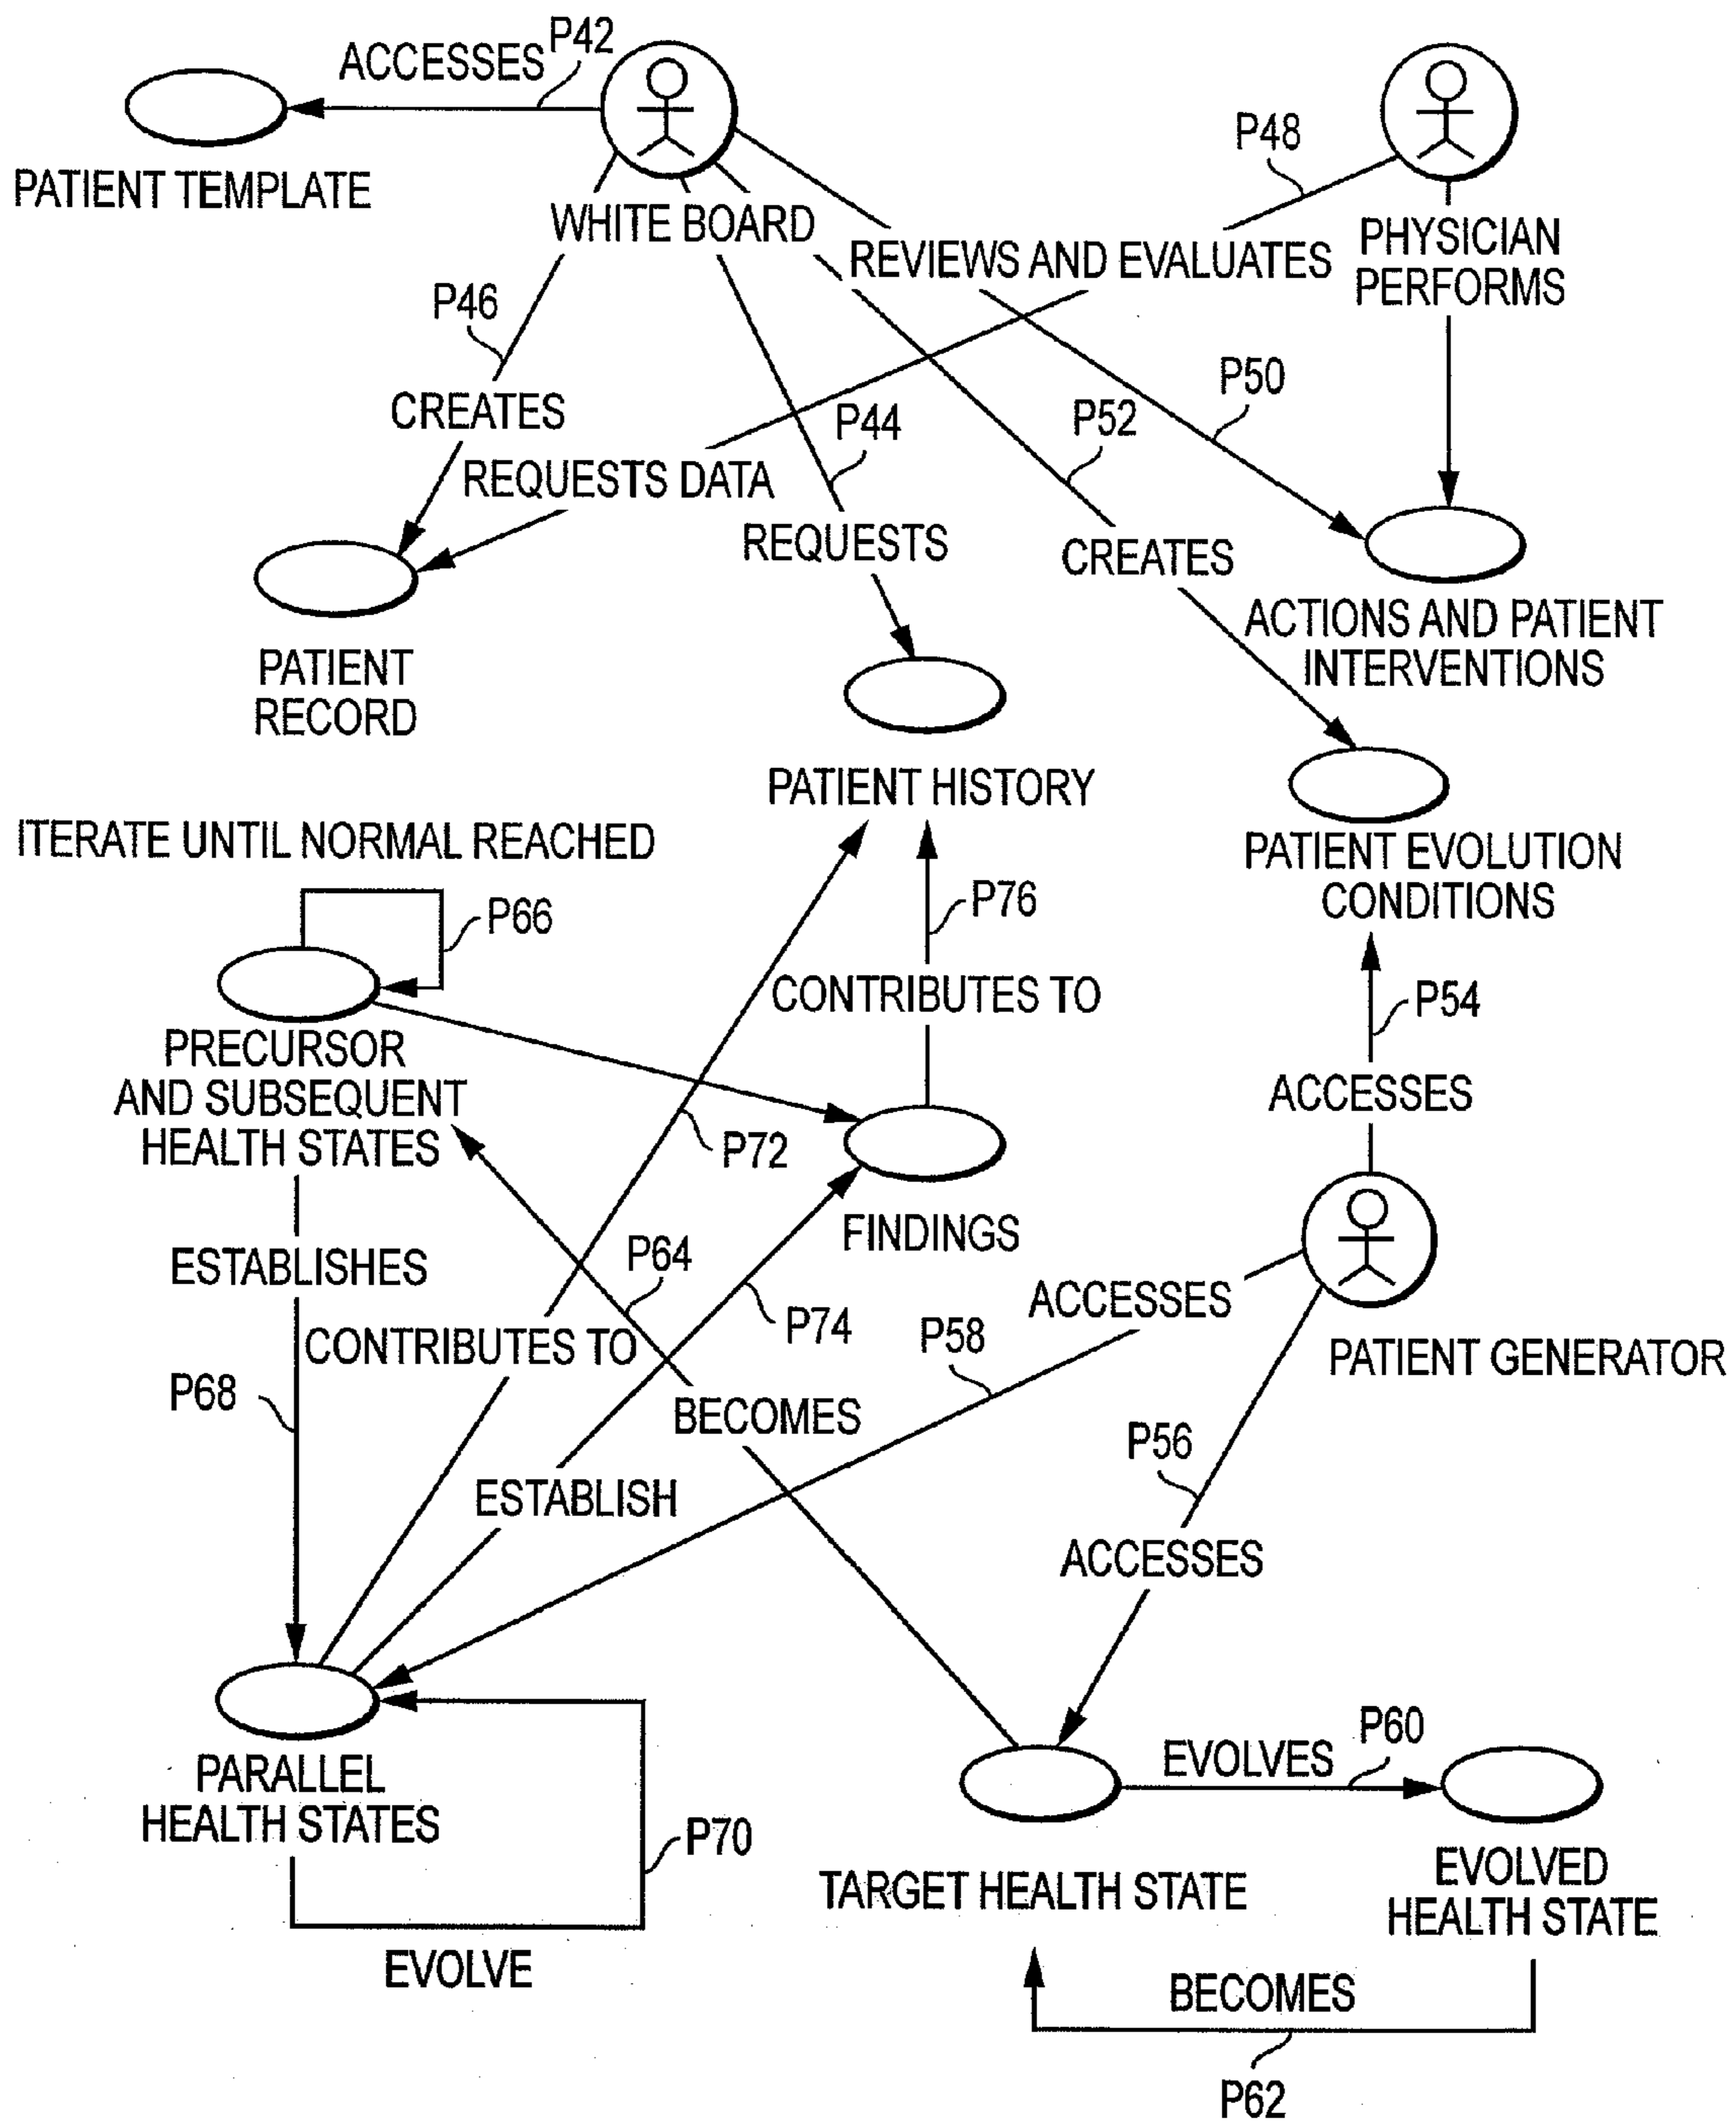 ACCESSES
P42
PATIENT TEMPLATE
WHITE BOARD
P48
REVIEWS AND EVALUATES
PHYSICIAN
PERFORMS
P46
CREATES
P44
P52
P50
REQUESTS DATA
REQUESTS
CREATES
ACTIONS AND PATIENT
INTERVENTIONS
PATIENT
RECORD
PATIENT HISTORY
ITERATE UNTIL NORMAL REACHED
PATIENT EVOLUTION
CONDITIONS
P66
P76
CONTRIBUTES TO
P54
PRECURSOR
AND SUBSEQUENT
HEALTH STATES
ACCESSES
P72
FINDINGS
ESTABLISHES
P64
ACCESSES
P74
P58
CONTRIBUTES TO
PATIENT GENERATOR
P68
BECOMES
P56
ESTABLISH
ACCESSES
PARALLEL
HEALTH STATES
EVOLVES
P60
P70
TARGET HEALTH STATE
EVOLVED
HEALTH STATE
EVOLVE
BECOMES
P62